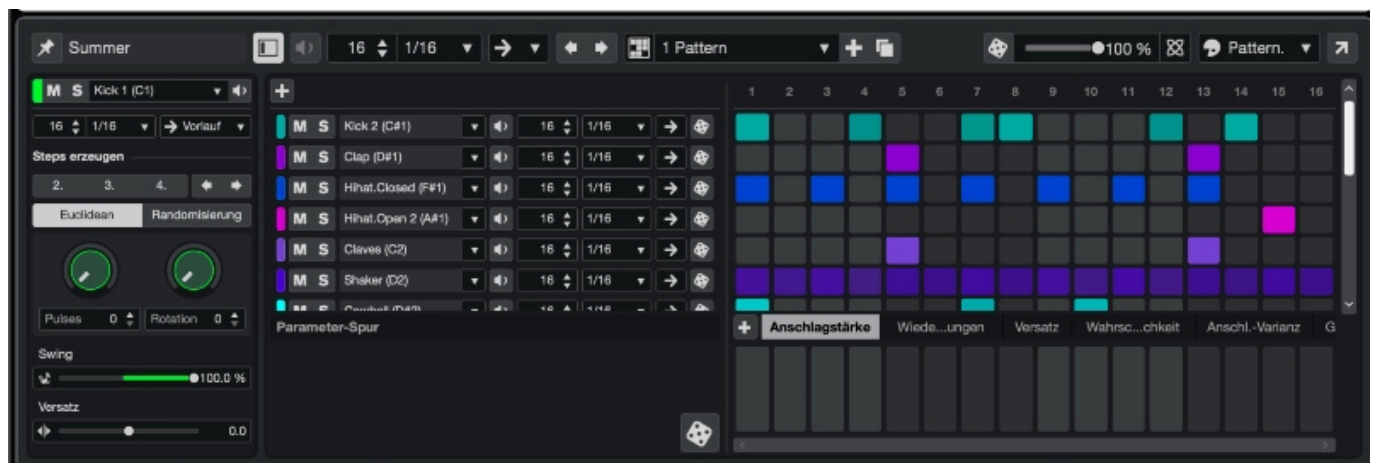 Summer 16 1/16 1 Pattern 100 % Pattern.
M S Kick 1 (C1)
1 2 3 4 5 6 7 8 9 10 11 12 13 14 15 16
16 1/16 Vorlauf
M S Kick 2 (C#1) 16 1/16
Steps erzeugen
M S Clap (D#1) 16 1/16
2. 3. 4.
M S Hihat.Closed (F#1) 16 1/16
Euclidean Randomisierung
M S Hihat.Open 2 (A#1) 16 1/16
M S Claves (C2) 16 1/16
M S Shaker (D2) 16 1/16
Pulses 0 Rotation 0
Parameter-Spur
Anschlagstärke Wiede...ungen Versatz Wahrsc...chkeit Anschl.-Varianz G
Swing
100.0 %
Versatz
0.0